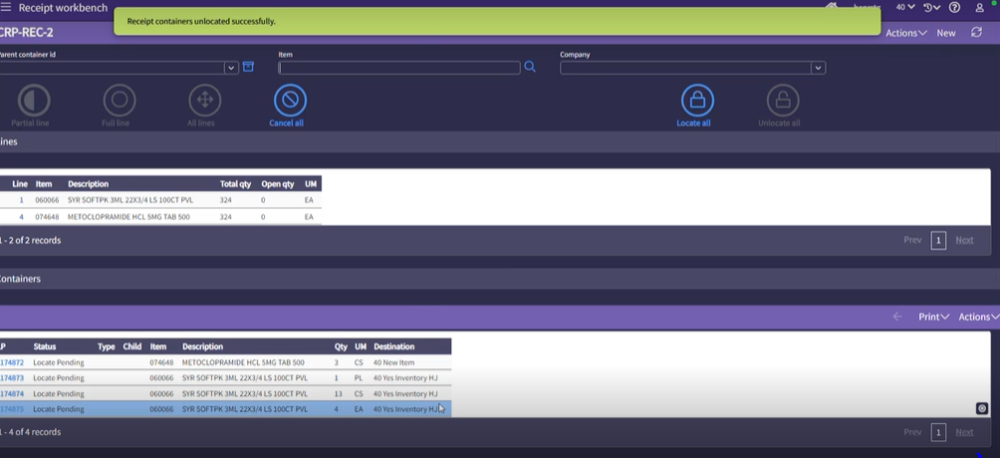 Receipt workbench
40
Receipt containers unlocated successfully.
CRP-REC-2
Actions New
Parent container id Item Company
Partial line Full line All lines Cancel all Locate all Unlocate all
ines
Line Item Description Total qty Open qty UM
1 060066 SYR SOFTPK 3ML 22X3/4 LS 100CT PVL 324 0 EA
4 074648 METOCLOPRAMIDE HCL 5MG TAB 500 324 0 EA
1 - 2 of 2 records Prev 1 Next
Containers
Print Actions
P Status Type Child Item Description Qty UM Destination
174872 Locate Pending 074648 METOCLOPRAMIDE HCL 5MG TAB 500 3 CS 40 New Item
174873 Locate Pending 060066 SYR SOFTPK 3ML 22X3/4 LS 100CT PVL 1 PL 40 Yes Inventory HJ
174874 Locate Pending 060066 SYR SOFTPK 3ML 22X3/4 LS 100CT PVL 13 CS 40 Yes Inventory HJ
174875 Locate Pending 060066 SYR SOFTPK 3ML 22X3/4 LS 100CT PVL 4 EA 40 Yes Inventory HJ
1 - 4 of 4 records Prev 1 Next